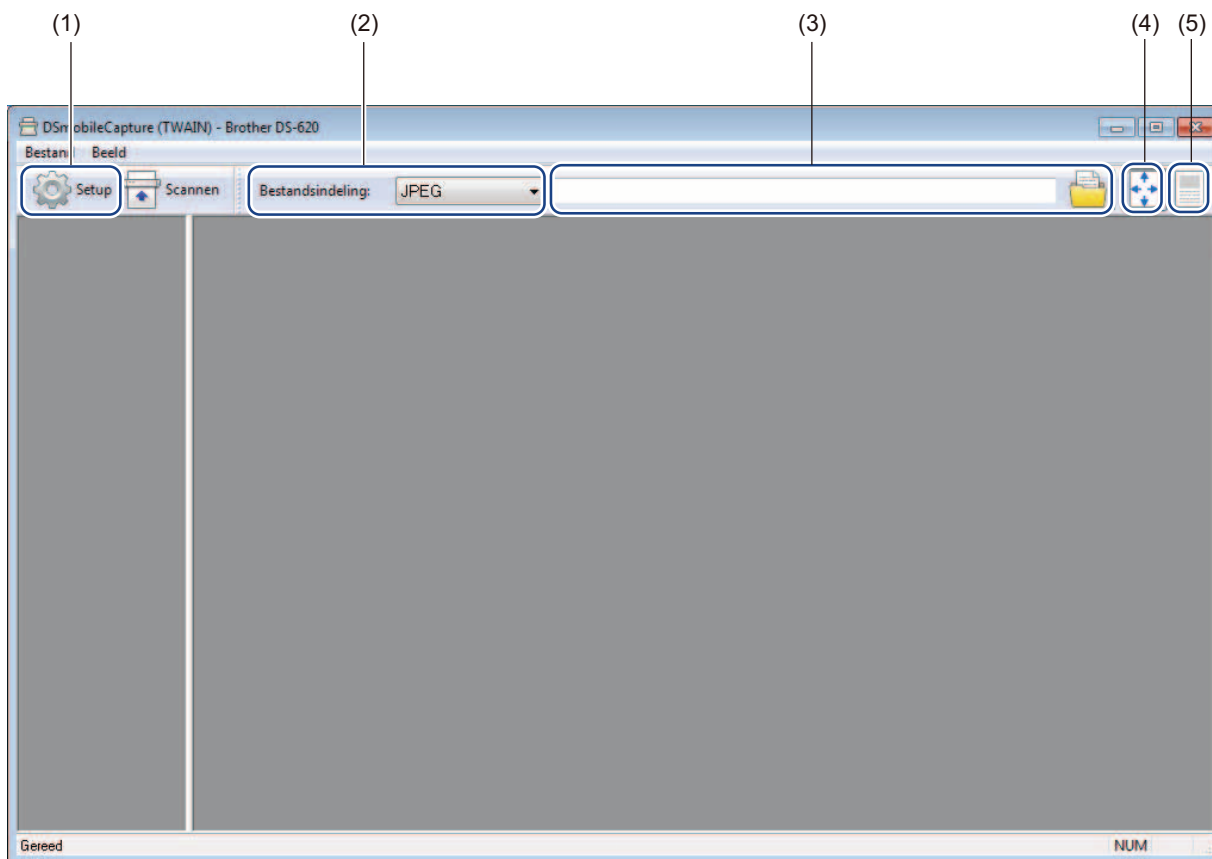 (1) (2) (3) (4) (5)
DSmobileCapture (TWAIN) - Brother DS-620
Bestand Beeld
Setup Scannen Bestandsindeling: JPEG
Gereed NUM